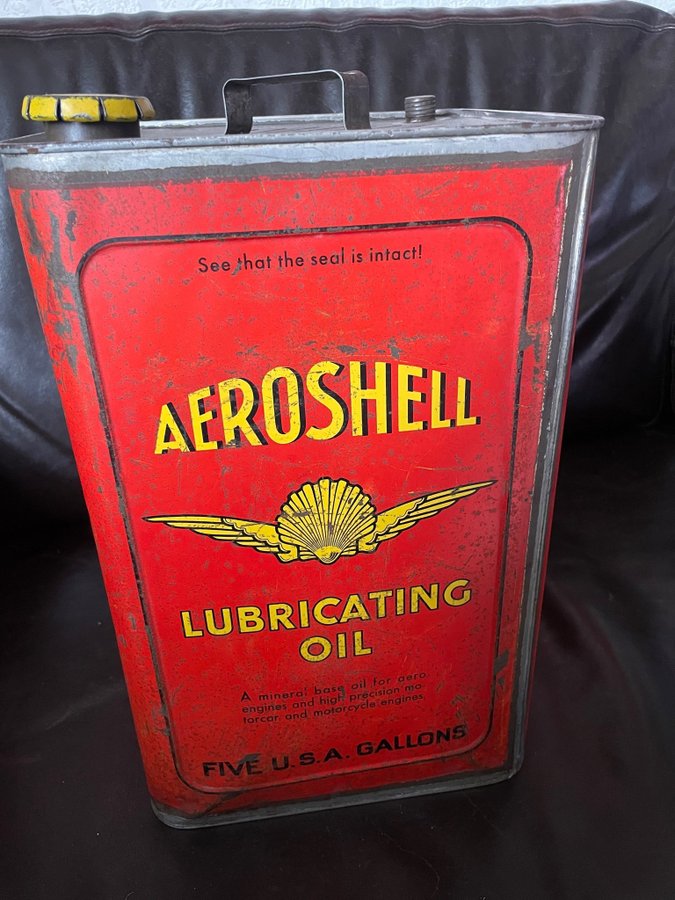 See that the seal is intact!
AEROSHELL
LUBRICATING
OIL
A mineral base oil for aero
engines and high precision mo-
torcar and motorcycle engines.
FIVE U.S.A. GALLONS